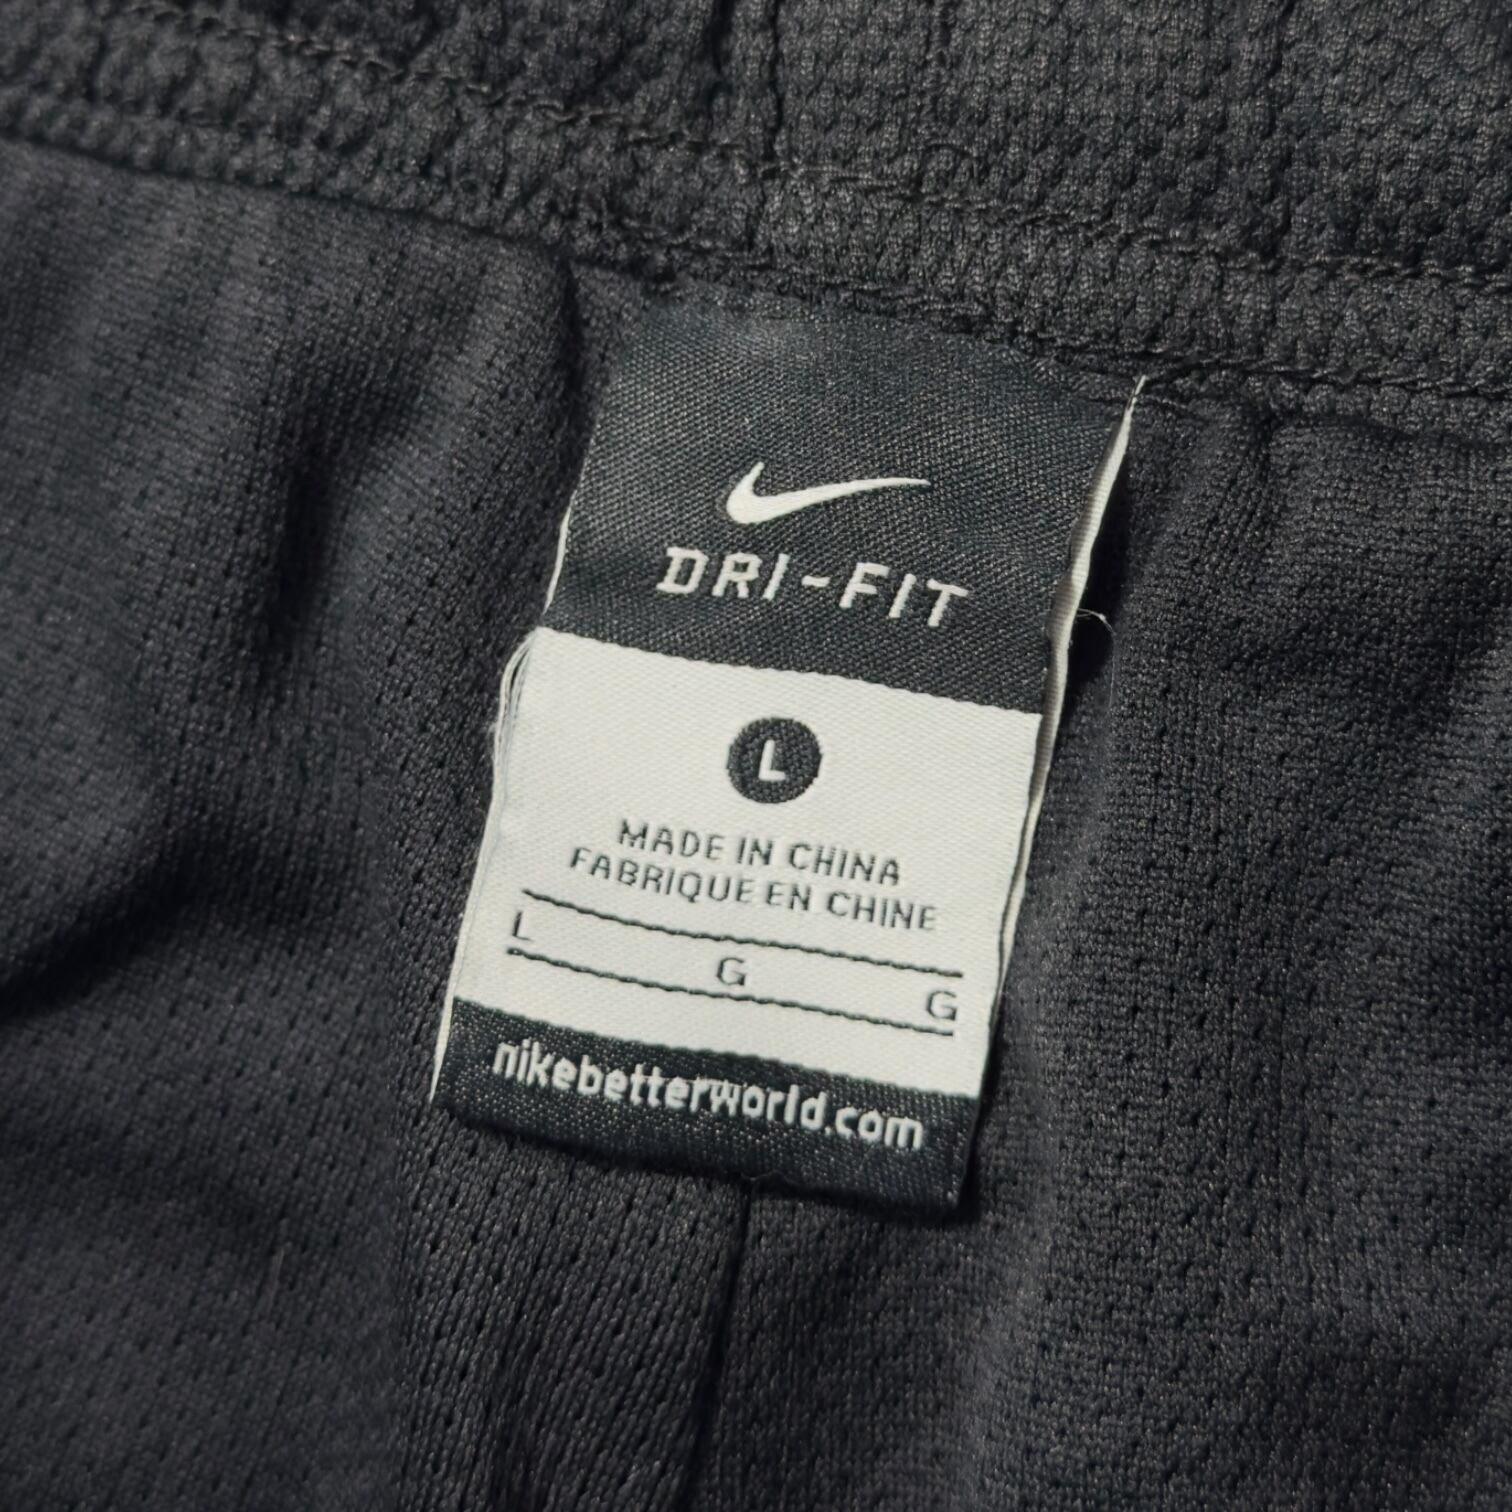 DRI-FIT
L
MADE IN CHINA
FABRIQUE EN CHINE
L G G
nikebetterworld.com